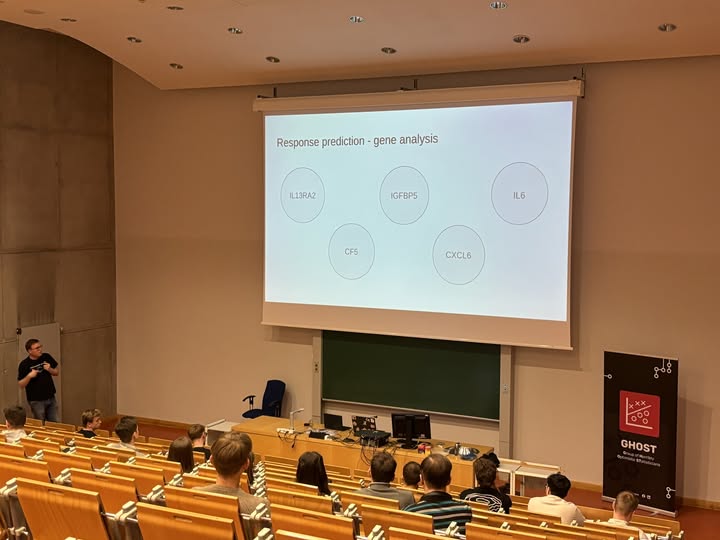 Response prediction - gene analysis
IL13RA2
IGFBP5
IL6
CF5
CXCL6
GHOST
Group of Horribly
Optimistic STatisticians